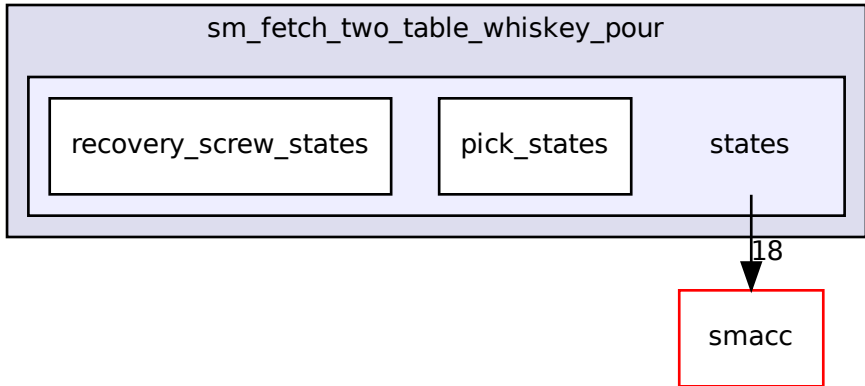 sm_fetch_two_table_whiskey_pour
recovery_screw_states
pick_states
states
18
smacc